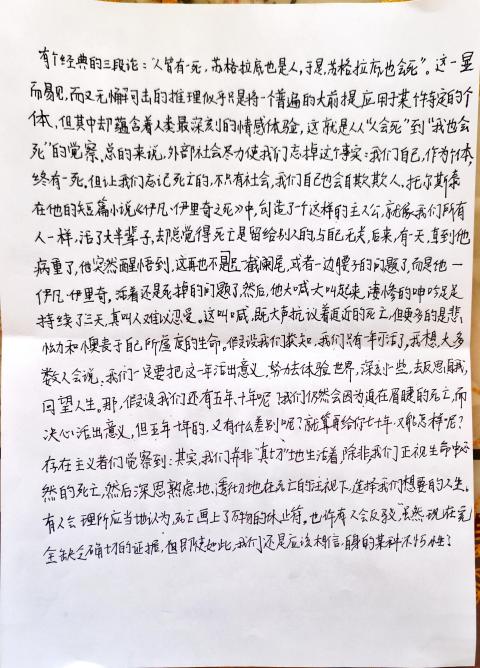 有个经典的三段论：“人皆有一死，苏格拉底也是人，于是，苏格拉底也会死”。这一显
而易见，而又无懈可击的推理似乎只是将一个普遍的大前提，应用于某个特定的个
体，但其中却蕴含着人类最深刻的情感体验，这就是从“人会死”到“我也会
死”的觉察，总的来说，外部社会尽力使我们忘掉这个事实：我们自己，作为个体，
终有一死，但让我们忘记死亡的，不只有社会，我们自己也会自欺欺人，托尔斯泰
在他的短篇小说《伊凡·伊里奇之死》中，创造了一个这样的主人公，就像我们所有
人一样，活了大半辈子，却总觉得死亡是留给别人的，与自己无关，后来，有一天，直到他
病重了，他突然醒悟到，这再也不是一截阑尾，或者一边腰子的问题了，而是他—
伊凡·伊里奇，活着还是死掉的问题了，然后，他大喊大叫起来，凄惨的呻吟足足
持续了三天，真叫人难以忍受。这叫喊，既大声抗议着逼近的死亡，但更多的是悲
恸和懊丧于自己所虚度的生命。假设我们获知，我们只有一年可活了，我想，大多
数人会说：我们一定要把这一年活出意义，努力去体验世界，深刻一些，去反思自我，
回望人生。那，假设我们还有五年、十年呢？我们仍然会因为迫在眉睫的死亡，而
决心活出意义，但五年、十年的，又有什么差别呢？就算再给你七十年，又能怎样呢？
存在主义者们觉察到：其实，我们并非“真切”地生活着，除非，我们正视生命中必
然的死亡，然后深思熟虑地、透彻地在死亡的注视下，选择我们想要的人生。
有人会理所应当地认为，死亡画上了万物的休止符。也许有人会反驳“虽然现在完
全缺乏确切的证据，但即使如此，我们还是应该相信自身的某种不朽性？